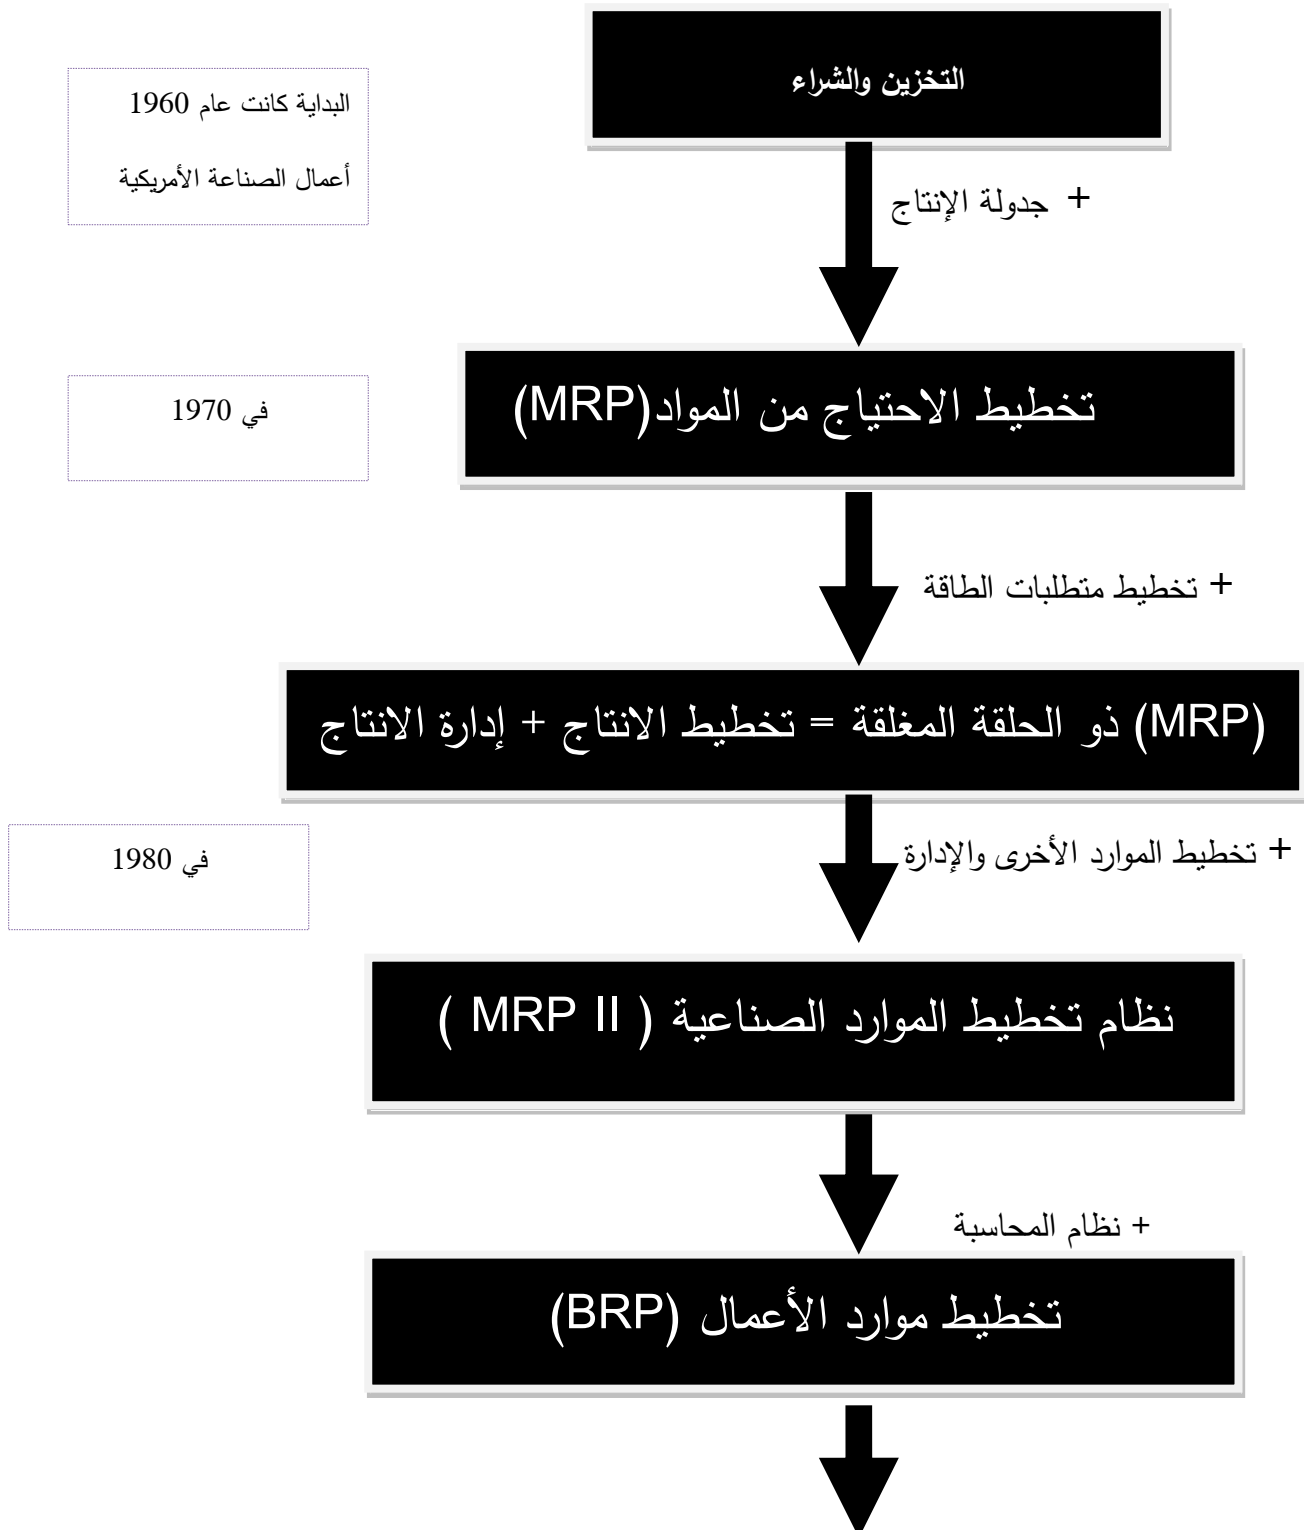 التخزين والشراء
البداية كانت عام 1960
أعمال الصناعة الأمريكية
+ جدولة الإنتاج
تخطيط الاحتياج من المواد(MRP)
في 1970
+ تخطيط متطلبات الطاقة
(MRP) ذو الحلقة المغلقة = تخطيط الانتاج + إدارة الانتاج
+ تخطيط الموارد الأخرى والإدارة
في 1980
نظام تخطيط الموارد الصناعية ( MRP II )
+ نظام المحاسبة
تخطيط موارد الأعمال (BRP)